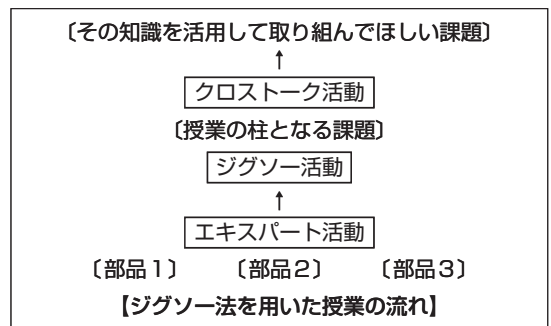 〔その知識を活用して取り組んでほしい課題〕
↑
クロストーク活動
〔授業の柱となる課題〕
ジグソー活動
↑
エキスパート活動
〔部品1〕 〔部品2〕 〔部品3〕
【ジグソー法を用いた授業の流れ】